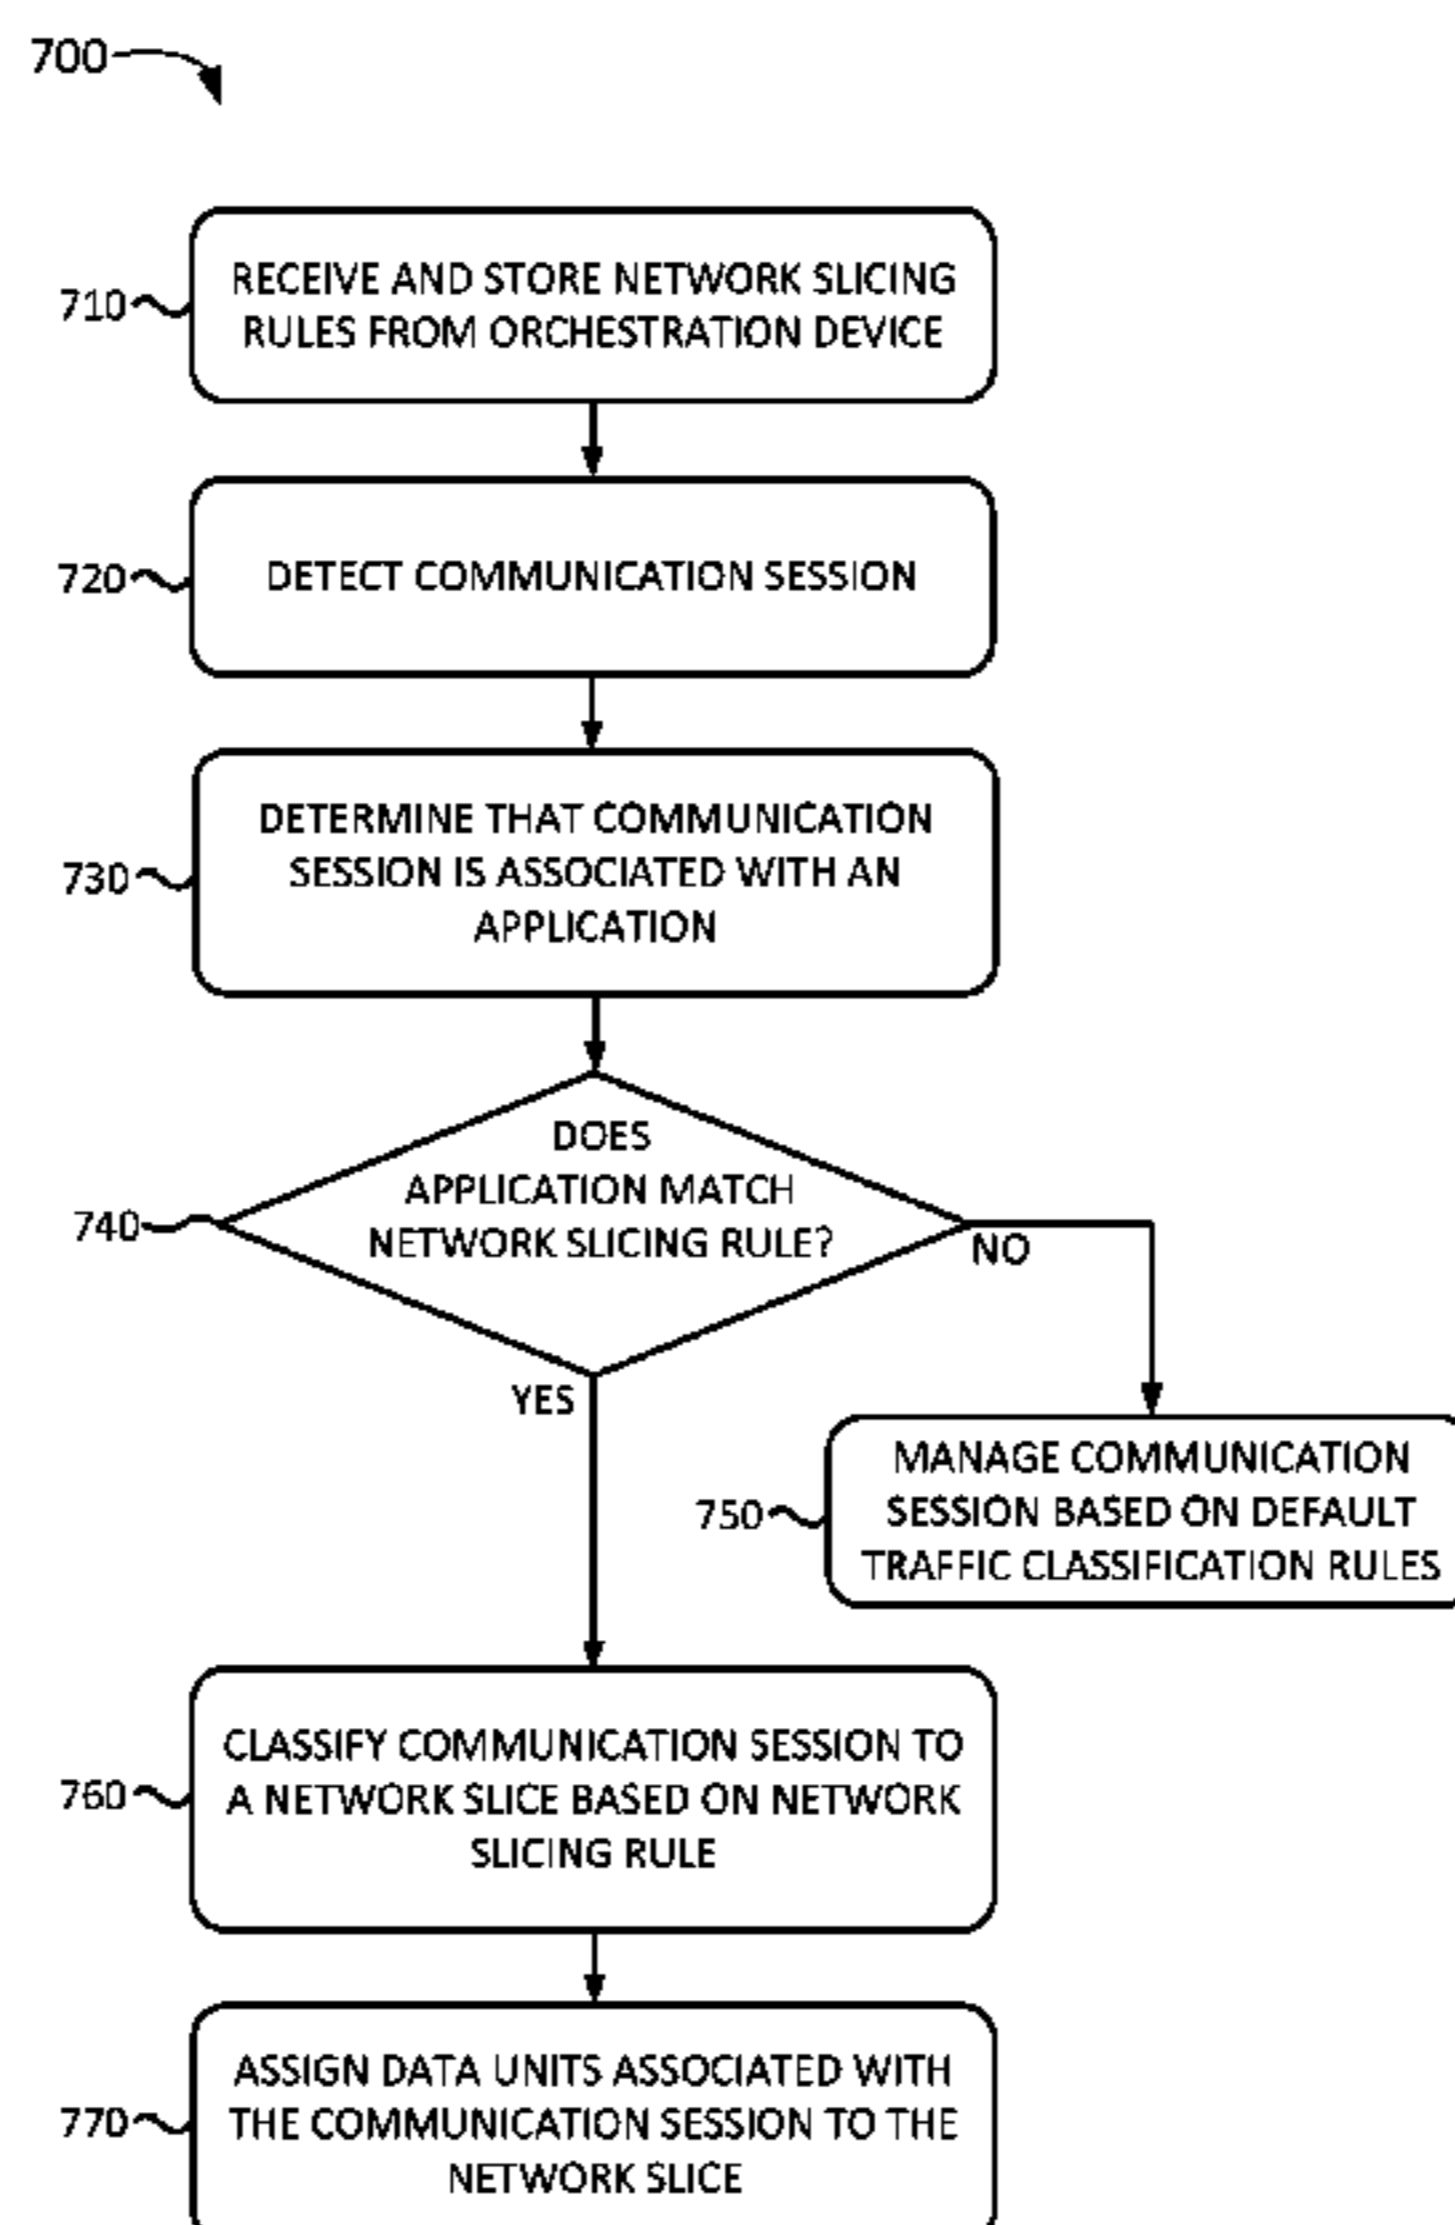 700
710
RECEIVE AND STORE NETWORK SLICING
RULES FROM ORCHESTRATION DEVICE
720
DETECT COMMUNICATION SESSION
730
DETERMINE THAT COMMUNICATION
SESSION IS ASSOCIATED WITH AN
APPLICATION
740
DOES
APPLICATION MATCH
NETWORK SLICING RULE?
NO
YES
750
MANAGE COMMUNICATION
SESSION BASED ON DEFAULT
TRAFFIC CLASSIFICATION RULES
760
CLASSIFY COMMUNICATION SESSION TO
A NETWORK SLICE BASED ON NETWORK
SLICING RULE
770
ASSIGN DATA UNITS ASSOCIATED WITH
THE COMMUNICATION SESSION TO THE
NETWORK SLICE